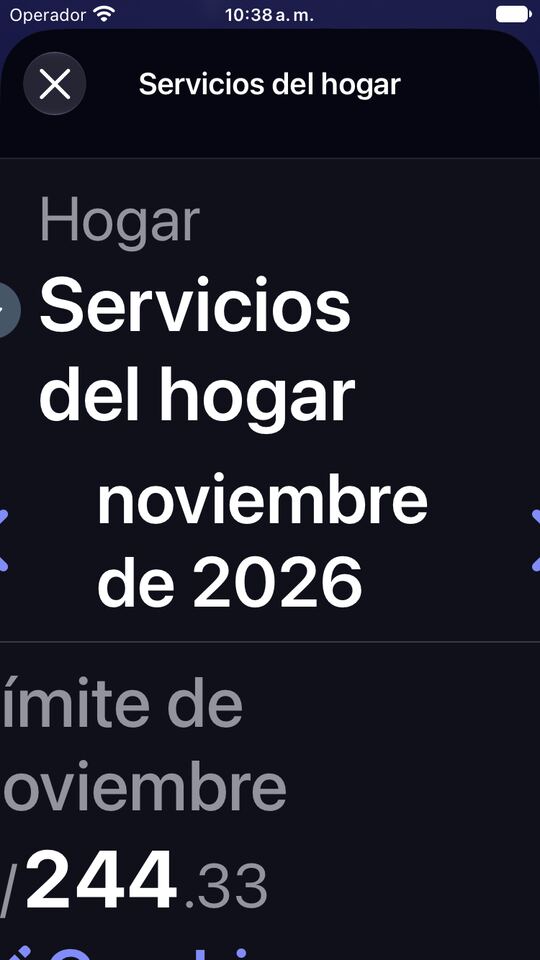 Operador
10:38 a. m.
Servicios del hogar
Hogar
Servicios
del hogar
noviembre
de 2026
ímite de
oviembre
/244.33